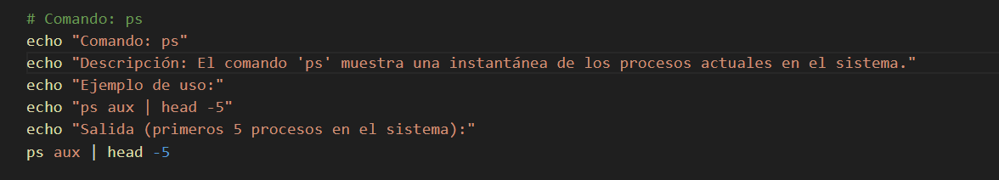 # Comando: ps
echo "Comando: ps"
echo "Descripción: El comando 'ps' muestra una instantánea de los procesos actuales en el sistema."
echo "Ejemplo de uso:"
echo "ps aux | head -5"
echo "Salida (primeros 5 procesos en el sistema):"
ps aux | head -5